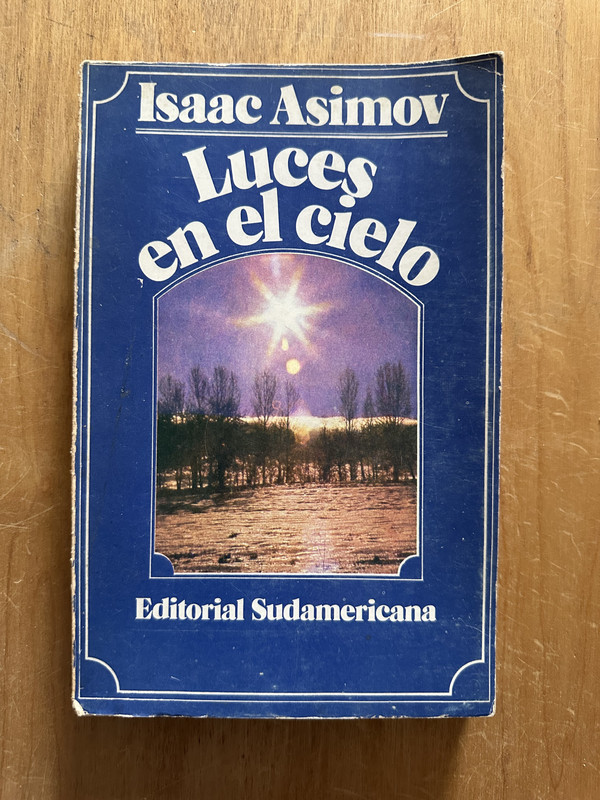 Isaac Asimov
Luces
en el cielo
Editorial Sudamericana